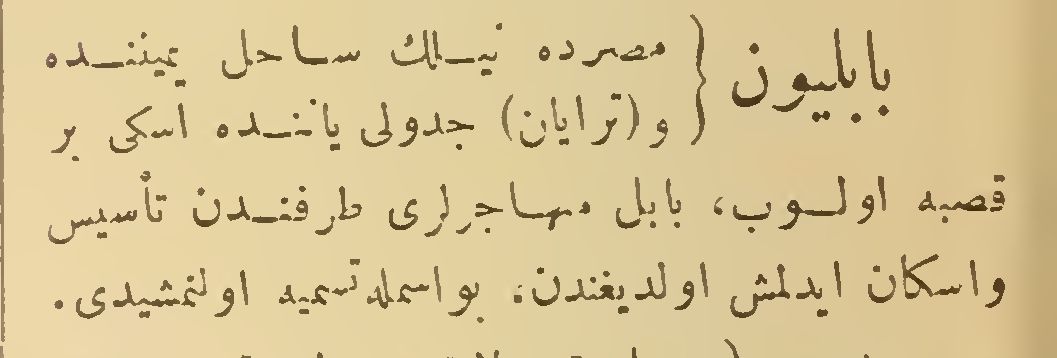 بابليون { مصرده نيلك ساحل يمينده
و (ترايان) جدولى ياننده اسكى بر
قصبه اولوب، بابل مهاجرلرى طرفندن تأسيس
واسكان ايدلمش اولديغندن، بو اسمله تسميه اولنمشيدى.